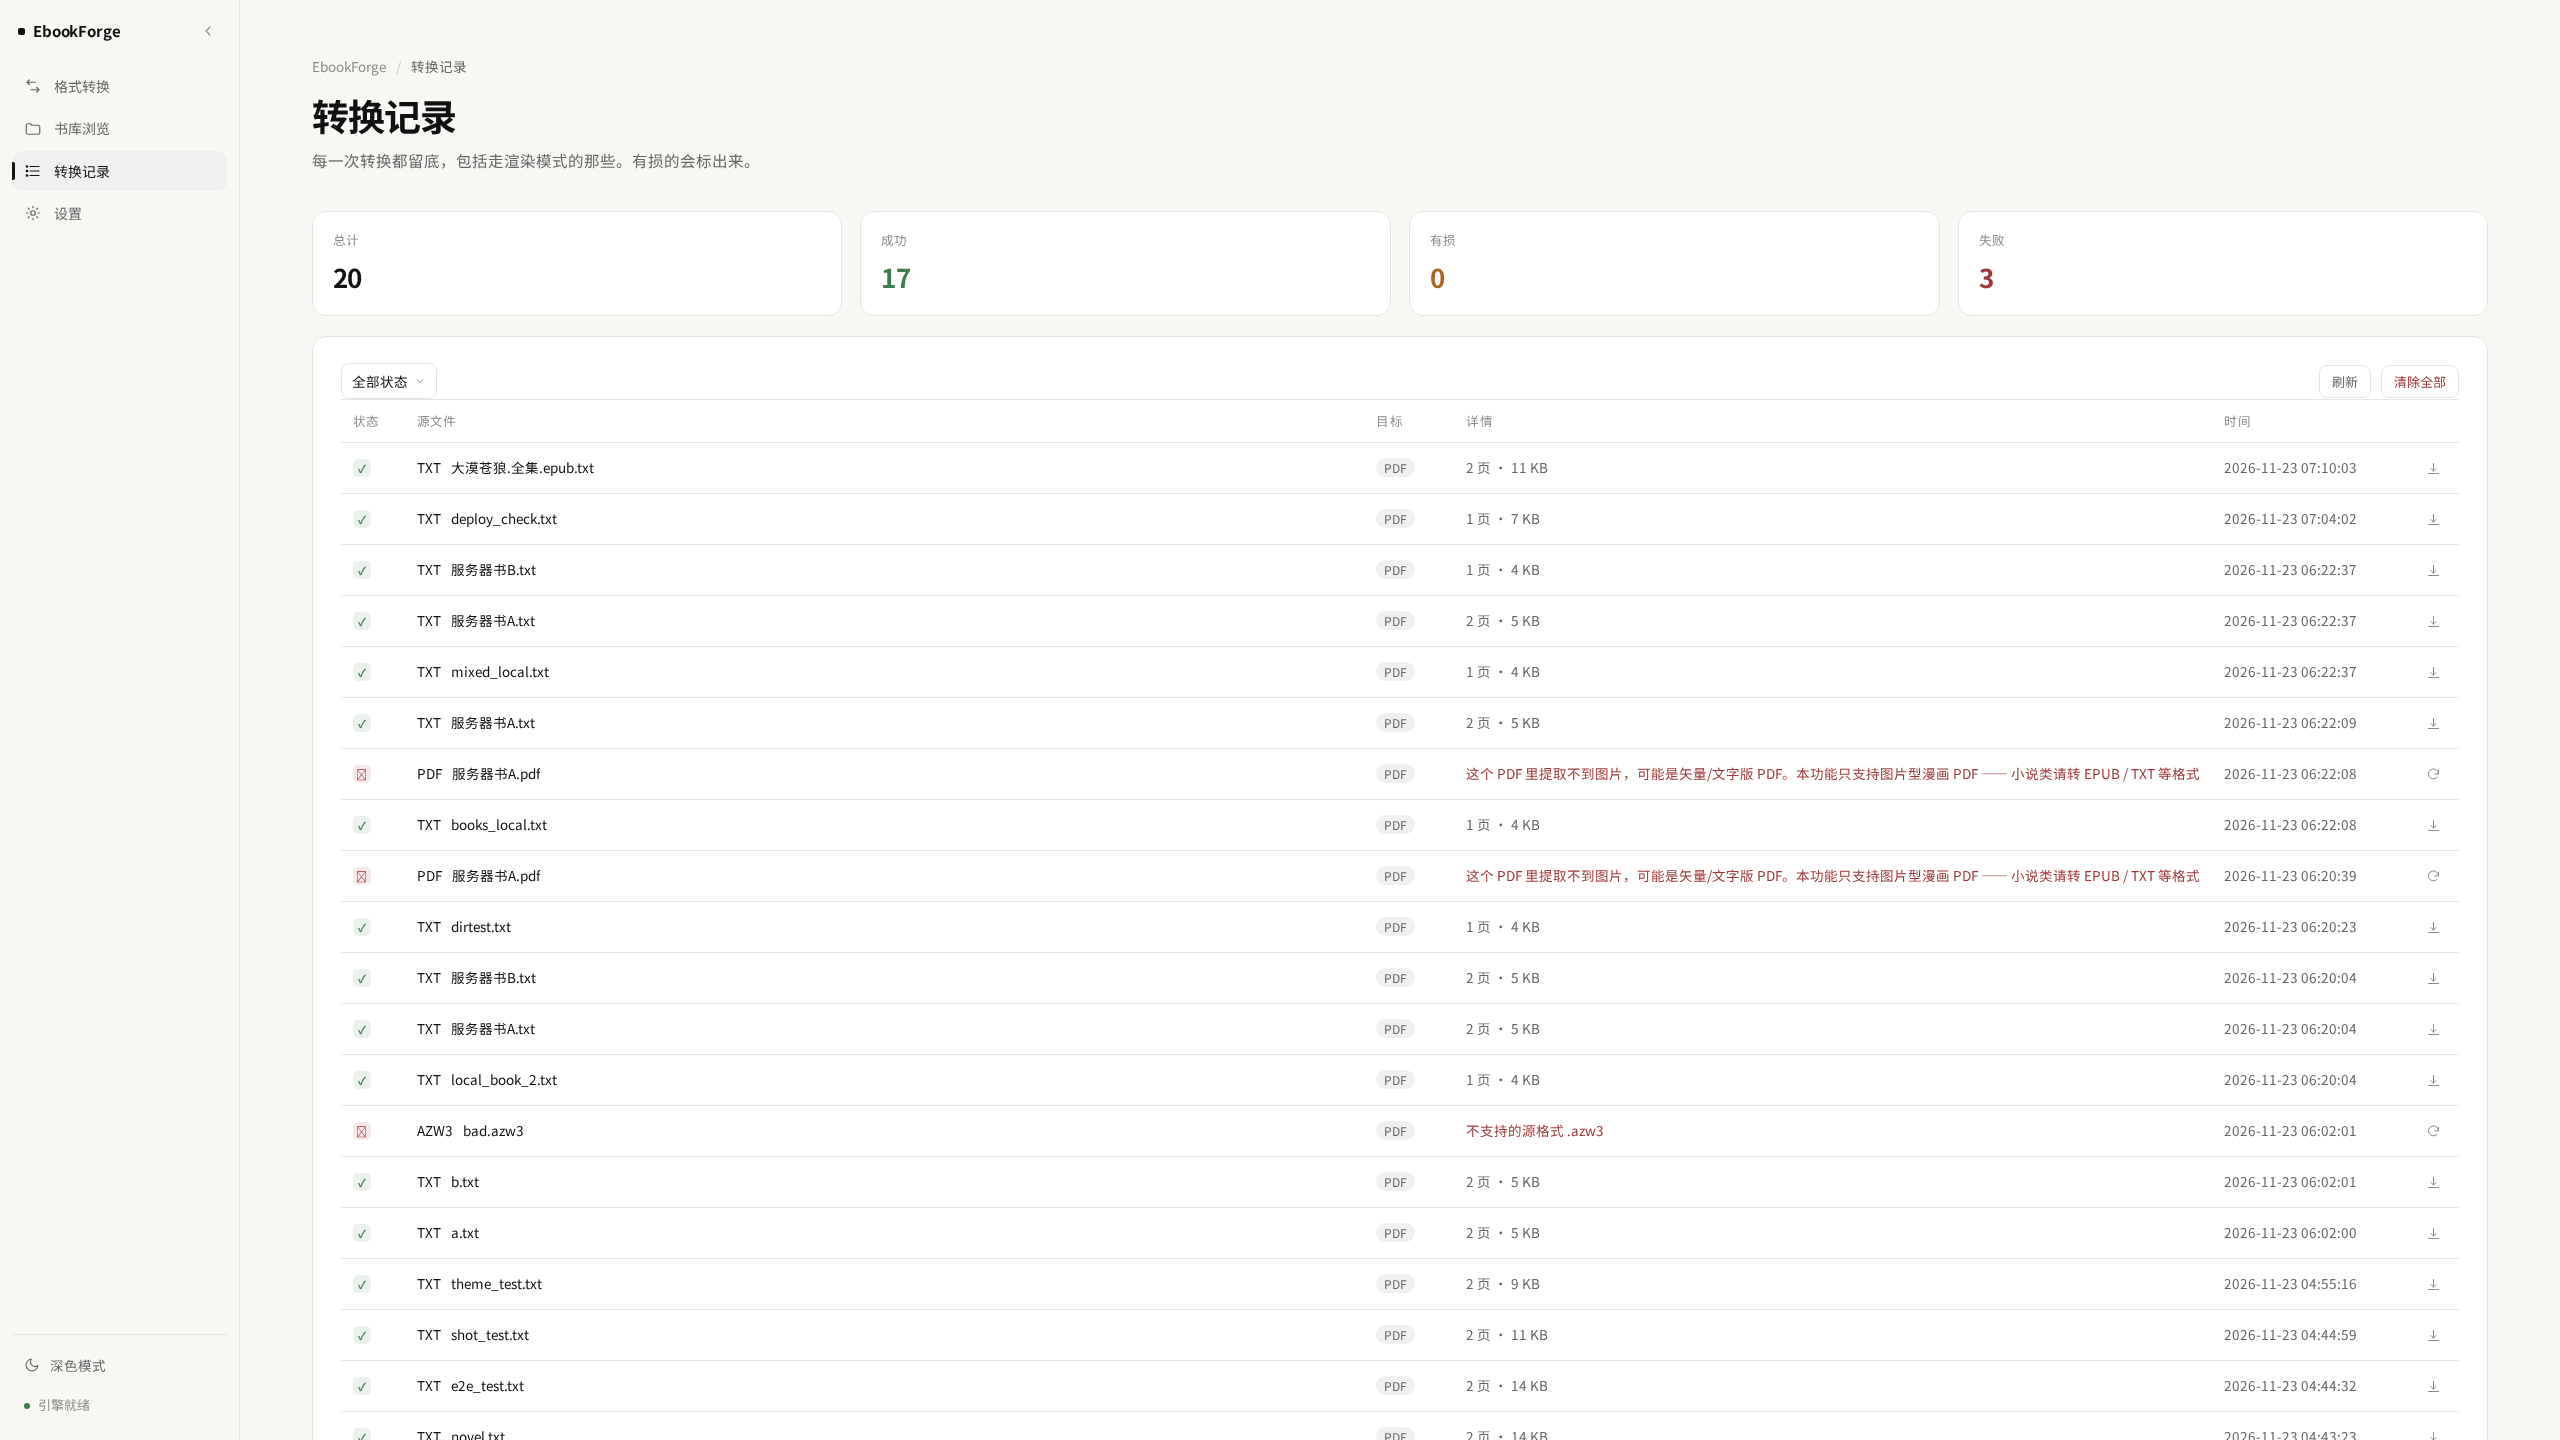 EbookForge
格式转换
书库浏览
转换记录
设置
深色模式
引擎就绪
EbookForge / 转换记录
转换记录
每一次转换都留底，包括走渲染模式的那些。有损的会标出来。
总计 成功 有损 失败
20 17 0 3
全部状态 刷新 清除全部
状态 源文件 目标 详情 时间
✓ TXT 大漠苍狼.全集.epub.txt PDF 2 页 · 11 KB 2026-11-23 07:10:03
✓ TXT deploy_check.txt PDF 1 页 · 7 KB 2026-11-23 07:04:02
✓ TXT 服务器书B.txt PDF 1 页 · 4 KB 2026-11-23 06:22:37
✓ TXT 服务器书A.txt PDF 2 页 · 5 KB 2026-11-23 06:22:37
✓ TXT mixed_local.txt PDF 1 页 · 4 KB 2026-11-23 06:22:37
✓ TXT 服务器书A.txt PDF 2 页 · 5 KB 2026-11-23 06:22:09
PDF 服务器书A.pdf PDF 这个 PDF 里提取不到图片，可能是矢量/文字版 PDF。本功能只支持图片型漫画 PDF —— 小说类请转 EPUB / TXT 等格式 2026-11-23 06:22:08
✓ TXT books_local.txt PDF 1 页 · 4 KB 2026-11-23 06:22:08
PDF 服务器书A.pdf PDF 这个 PDF 里提取不到图片，可能是矢量/文字版 PDF。本功能只支持图片型漫画 PDF —— 小说类请转 EPUB / TXT 等格式 2026-11-23 06:20:39
✓ TXT dirtest.txt PDF 1 页 · 4 KB 2026-11-23 06:20:23
✓ TXT 服务器书B.txt PDF 2 页 · 5 KB 2026-11-23 06:20:04
✓ TXT 服务器书A.txt PDF 2 页 · 5 KB 2026-11-23 06:20:04
✓ TXT local_book_2.txt PDF 1 页 · 4 KB 2026-11-23 06:20:04
AZW3 bad.azw3 PDF 不支持的源格式 .azw3 2026-11-23 06:02:01
✓ TXT b.txt PDF 2 页 · 5 KB 2026-11-23 06:02:01
✓ TXT a.txt PDF 2 页 · 5 KB 2026-11-23 06:02:00
✓ TXT theme_test.txt PDF 2 页 · 9 KB 2026-11-23 04:55:16
✓ TXT shot_test.txt PDF 2 页 · 11 KB 2026-11-23 04:44:59
✓ TXT e2e_test.txt PDF 2 页 · 14 KB 2026-11-23 04:44:32
✓ TXT novel.txt PDF 2 页 · 14 KB 2026-11-23 04:43:23